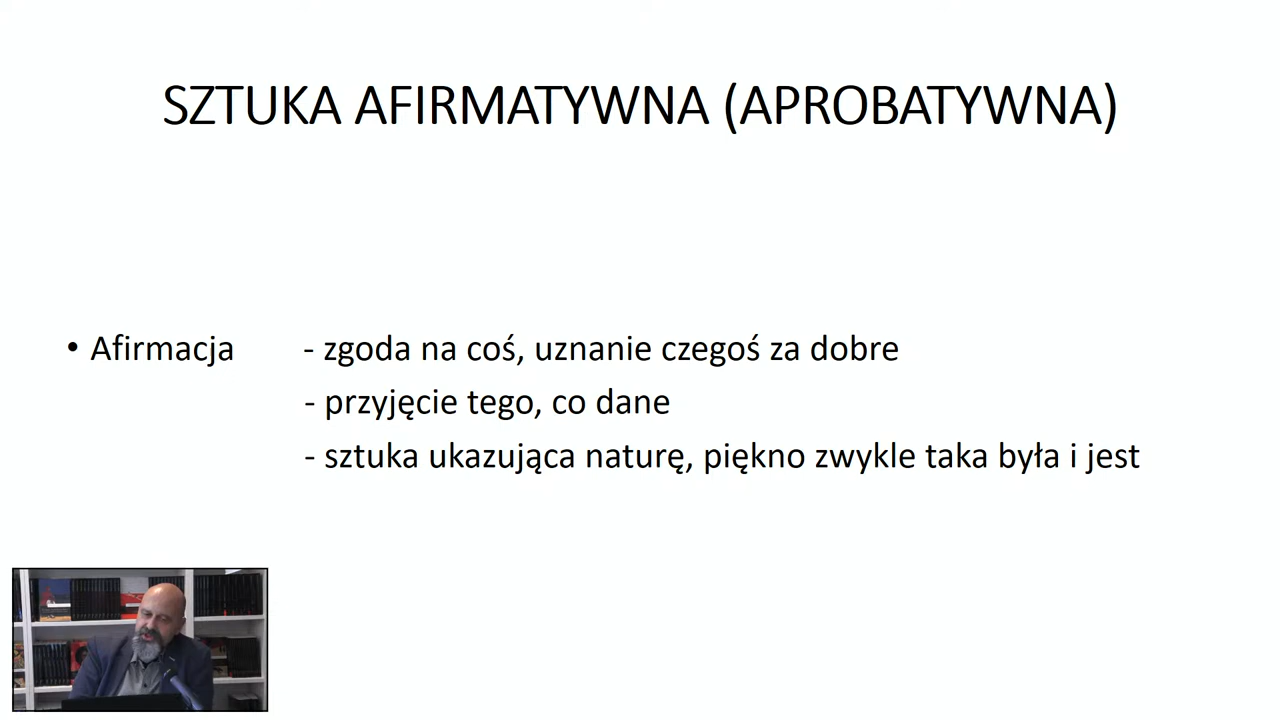 SZTUKA AFIRMATYWNA (APROBATYWNA)
• Afirmacja - zgoda na coś, uznanie czegoś za dobre
- przyjęcie tego, co dane
- sztuka ukazująca naturę, piękno zwykle taka była i jest